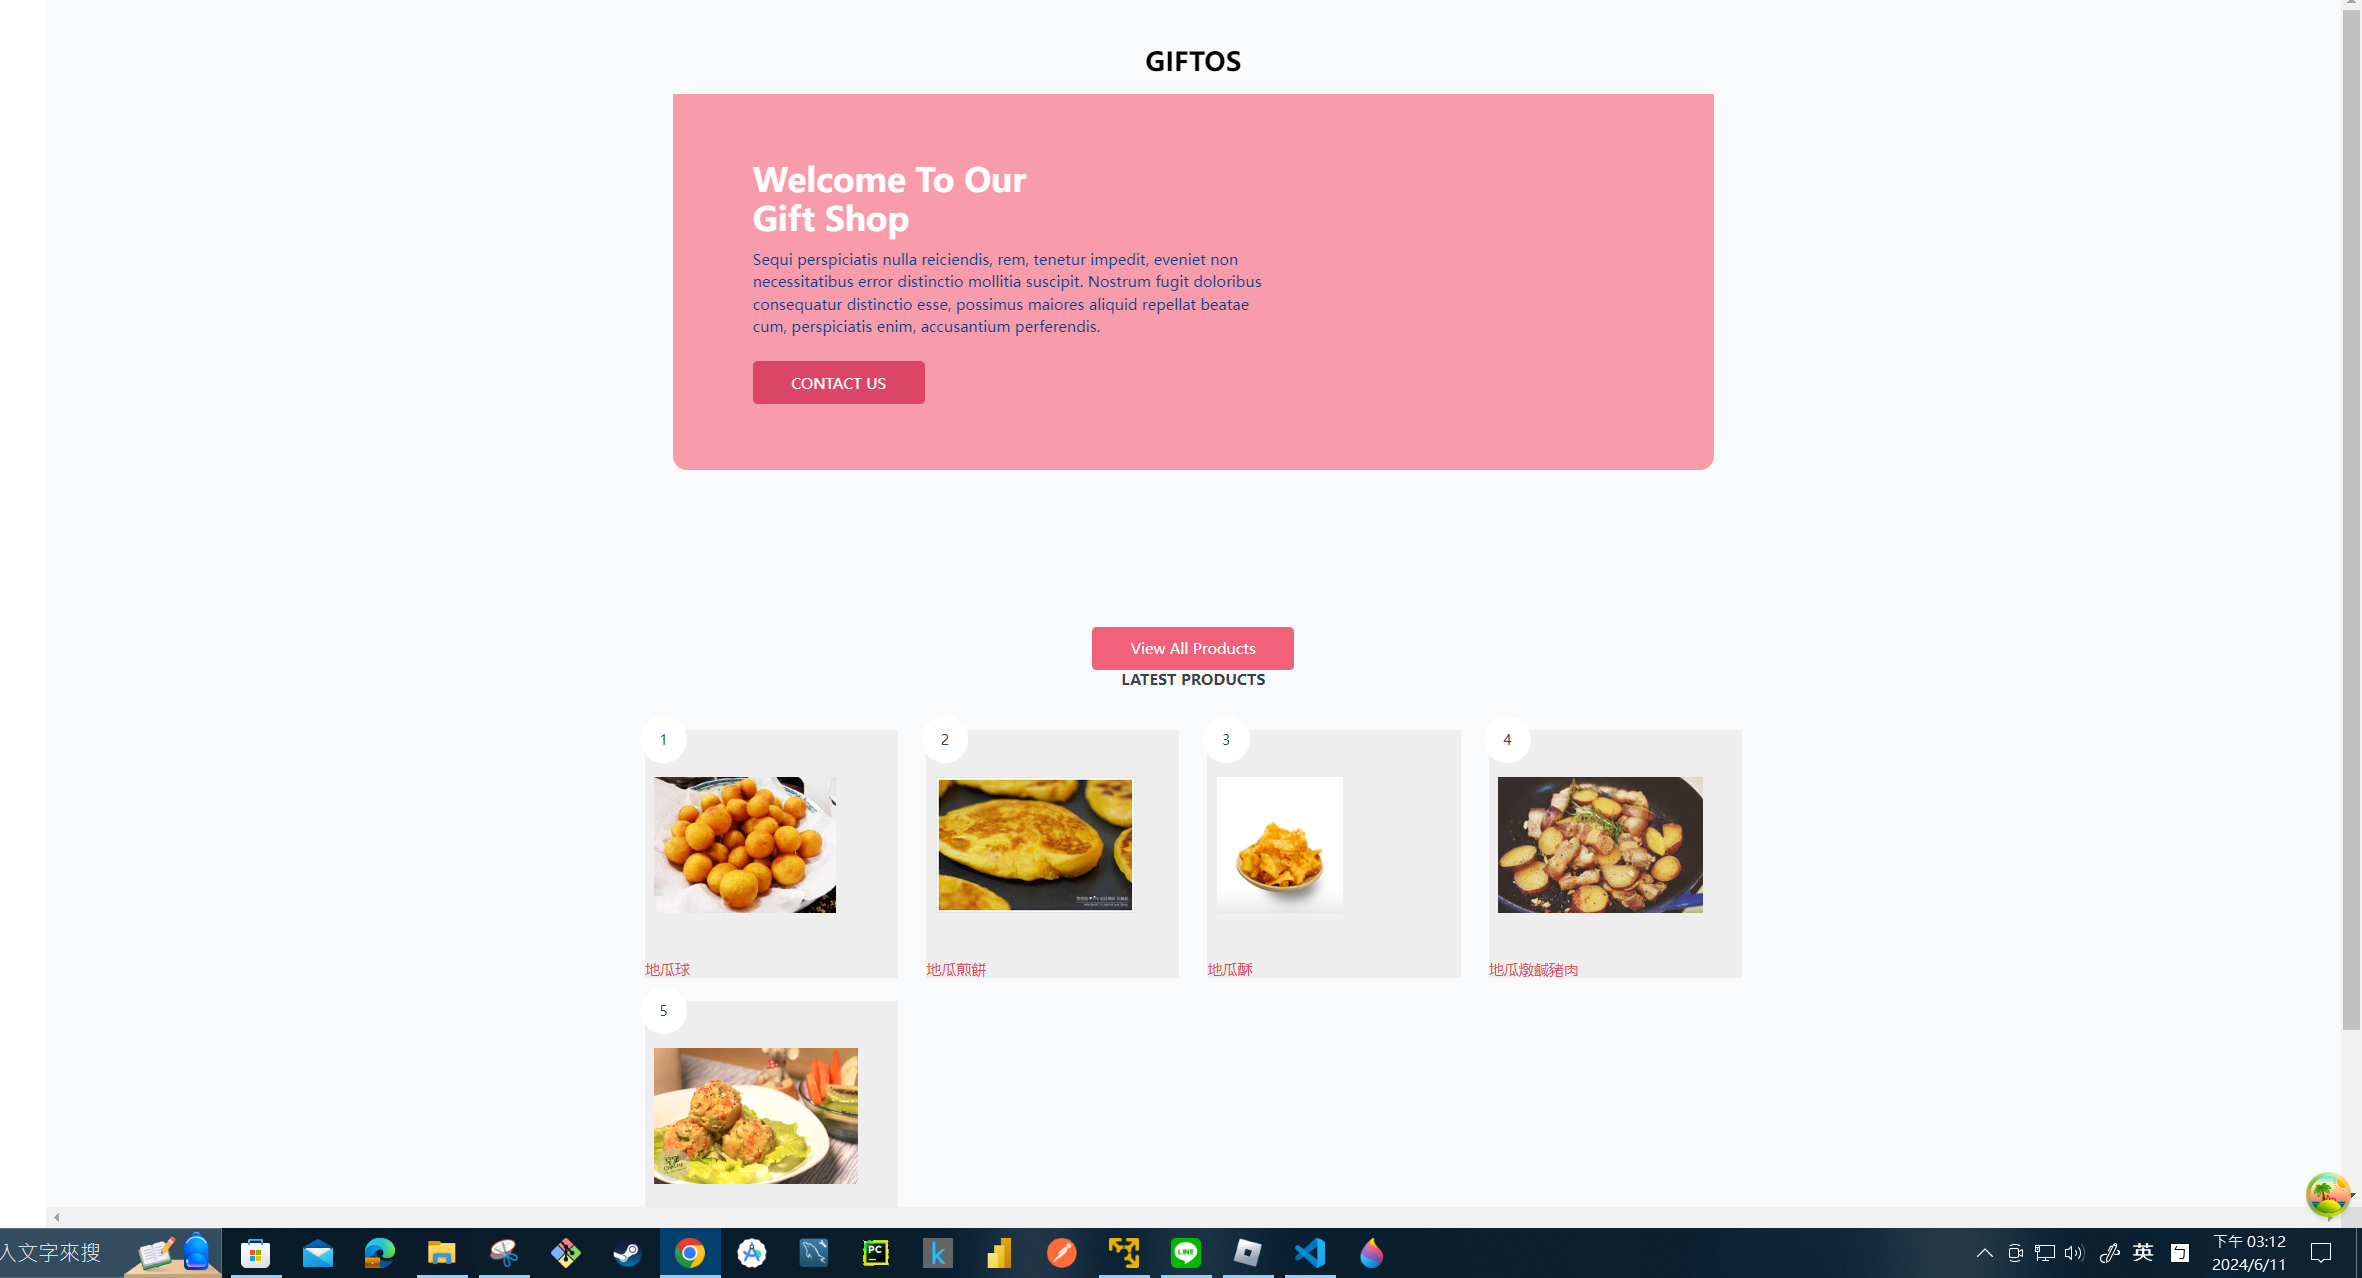 GIFTOS
Welcome To Our
Gift Shop
Sequi perspiciatis nulla reiciendis, rem, tenetur impedit, eveniet non
necessitatibus error distinctio mollitia suscipit. Nostrum fugit doloribus
consequatur distinctio esse, possimus maiores aliquid repellat beatae
cum, perspiciatis enim, accusantium perferendis.
CONTACT US
View All Products
LATEST PRODUCTS
1
2
3
4
地瓜球
地瓜煎餅
地瓜酥
地瓜燉鹹豬肉
5
入文字來搜
PC
k
LINE
英
ㄅ
下午 03:12
2024/6/11